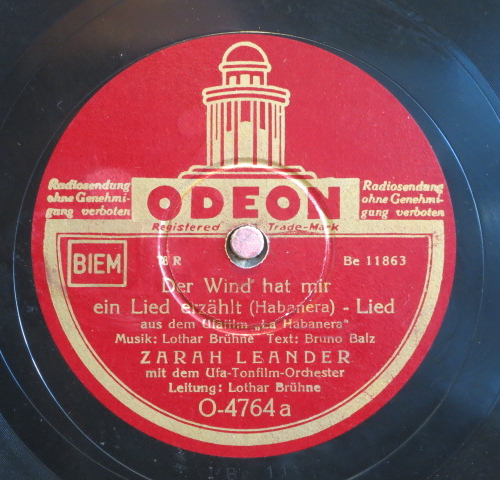 Radiosendung
ohne Genehmi-
gung verboten
ODEON
Radiosendung
ohne Genehmi-
gung verboten
Registered Trade-Mark
BIEM
78 R
Be 11863
Der Wind hat mir
ein Lied erzählt (Habanera) - Lied
aus dem Ufafilm „La Habanera"
Musik: Lothar Brühne Text: Bruno Balz
ZARAH LEANDER
mit dem Ufa-Tonfilm-Orchester
Leitung: Lothar Brühne
O-4764a